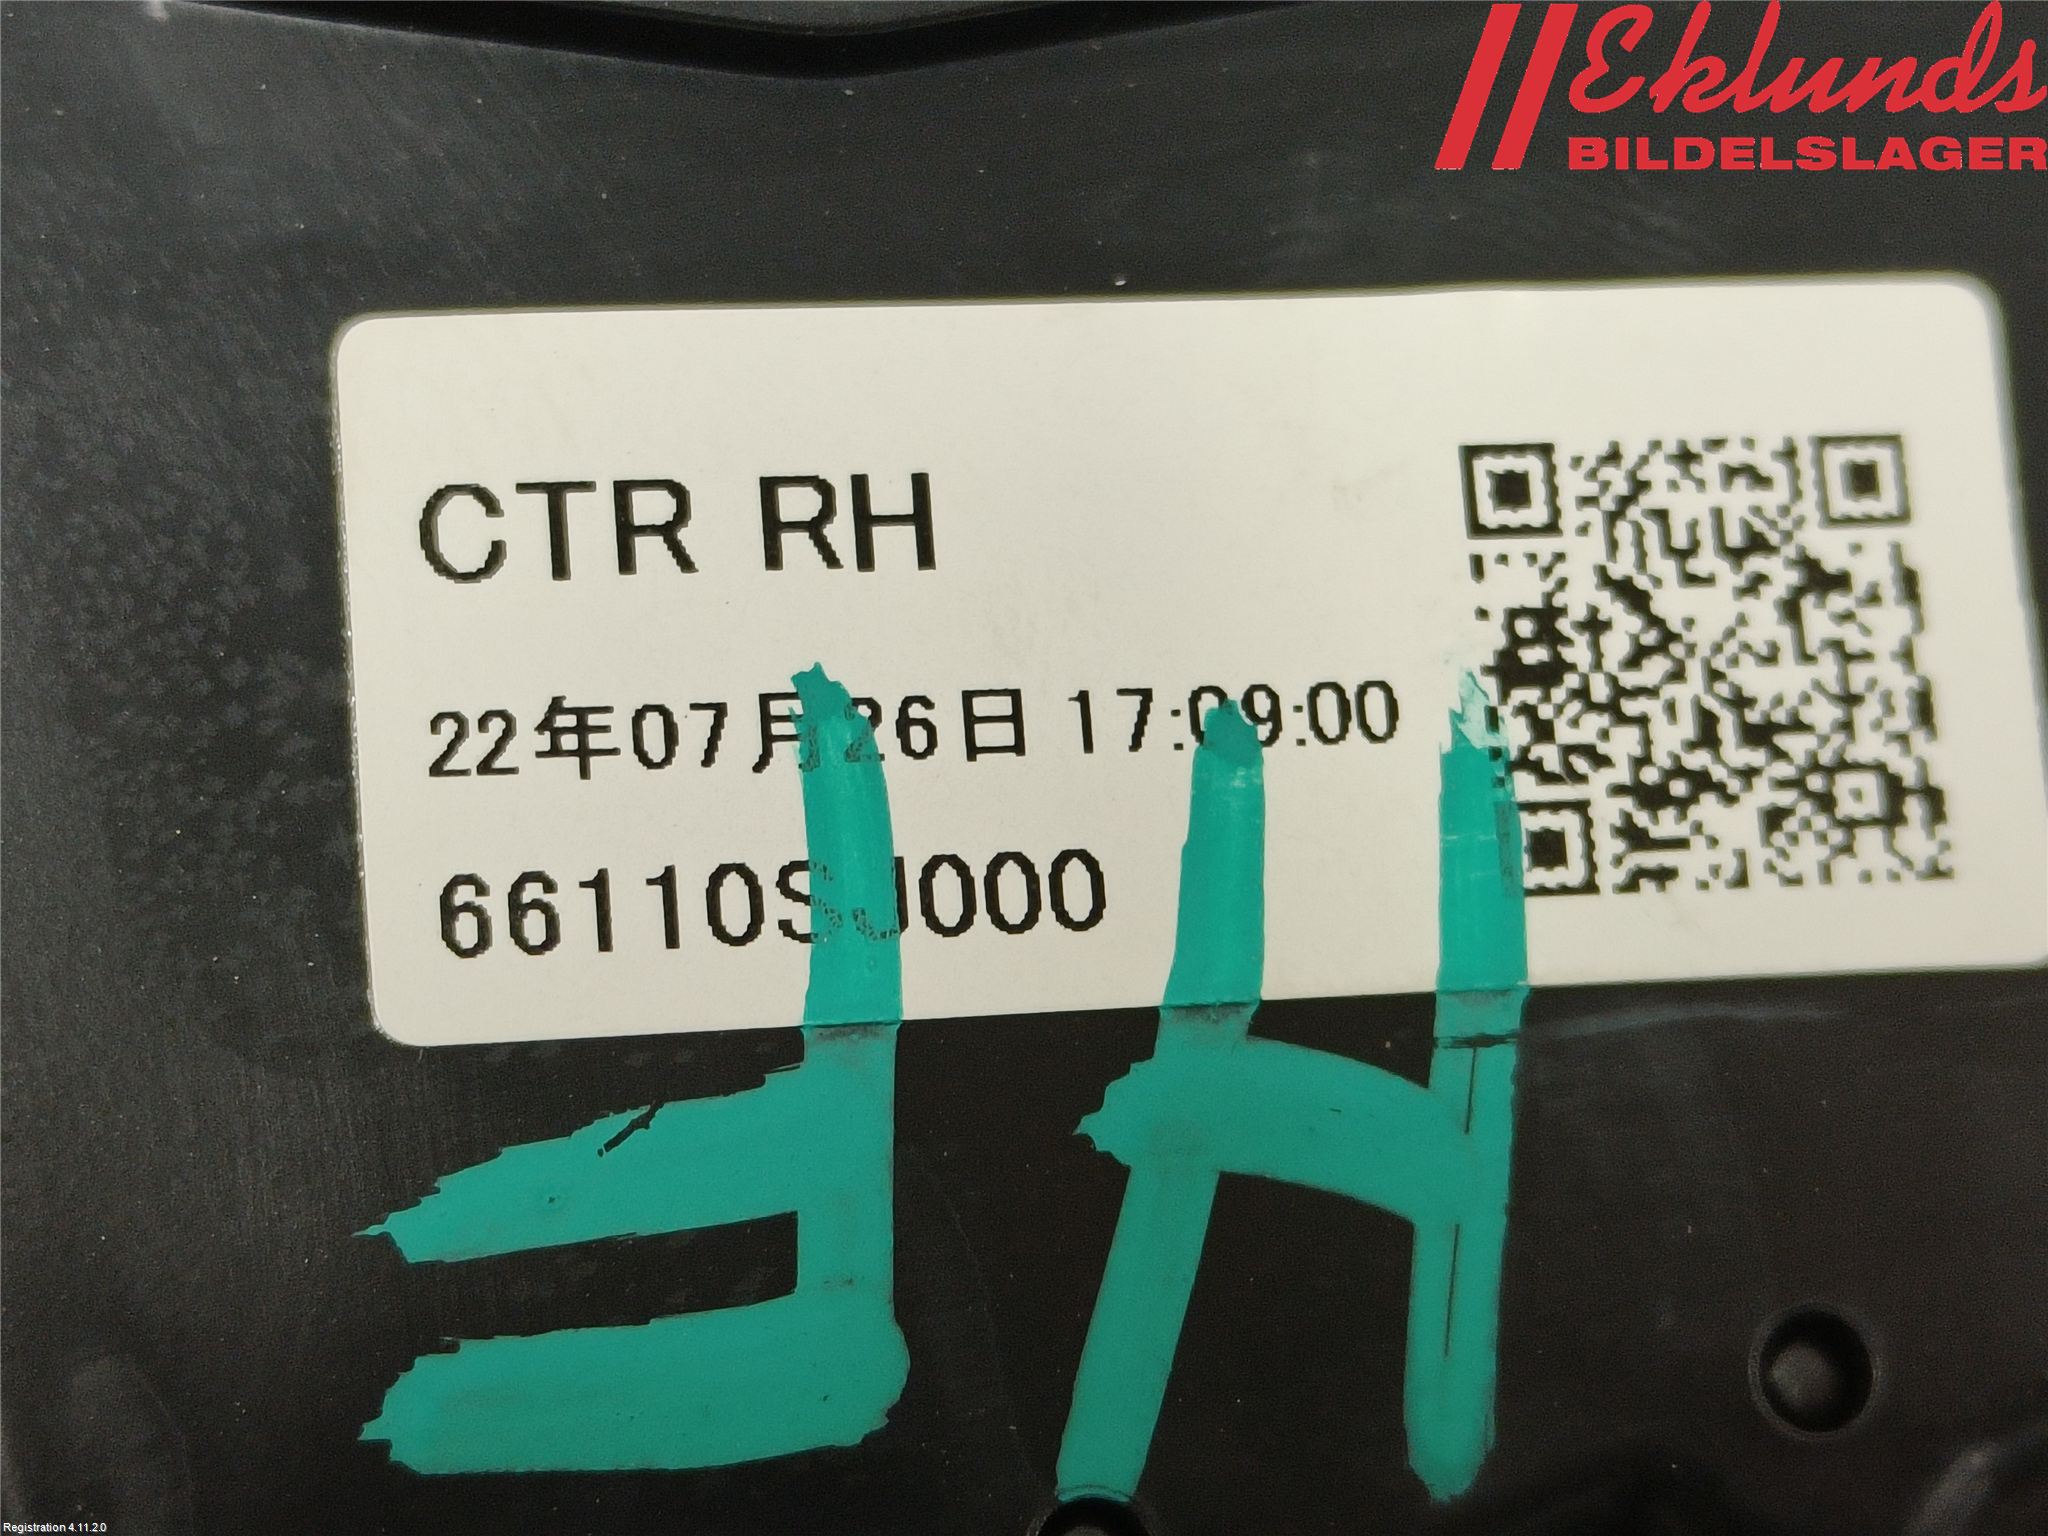 Eklunds
BILDELSLAGER
CTR RH
22年07月26日 17:09:00
66110SJ000
Registration 4.11.2.0